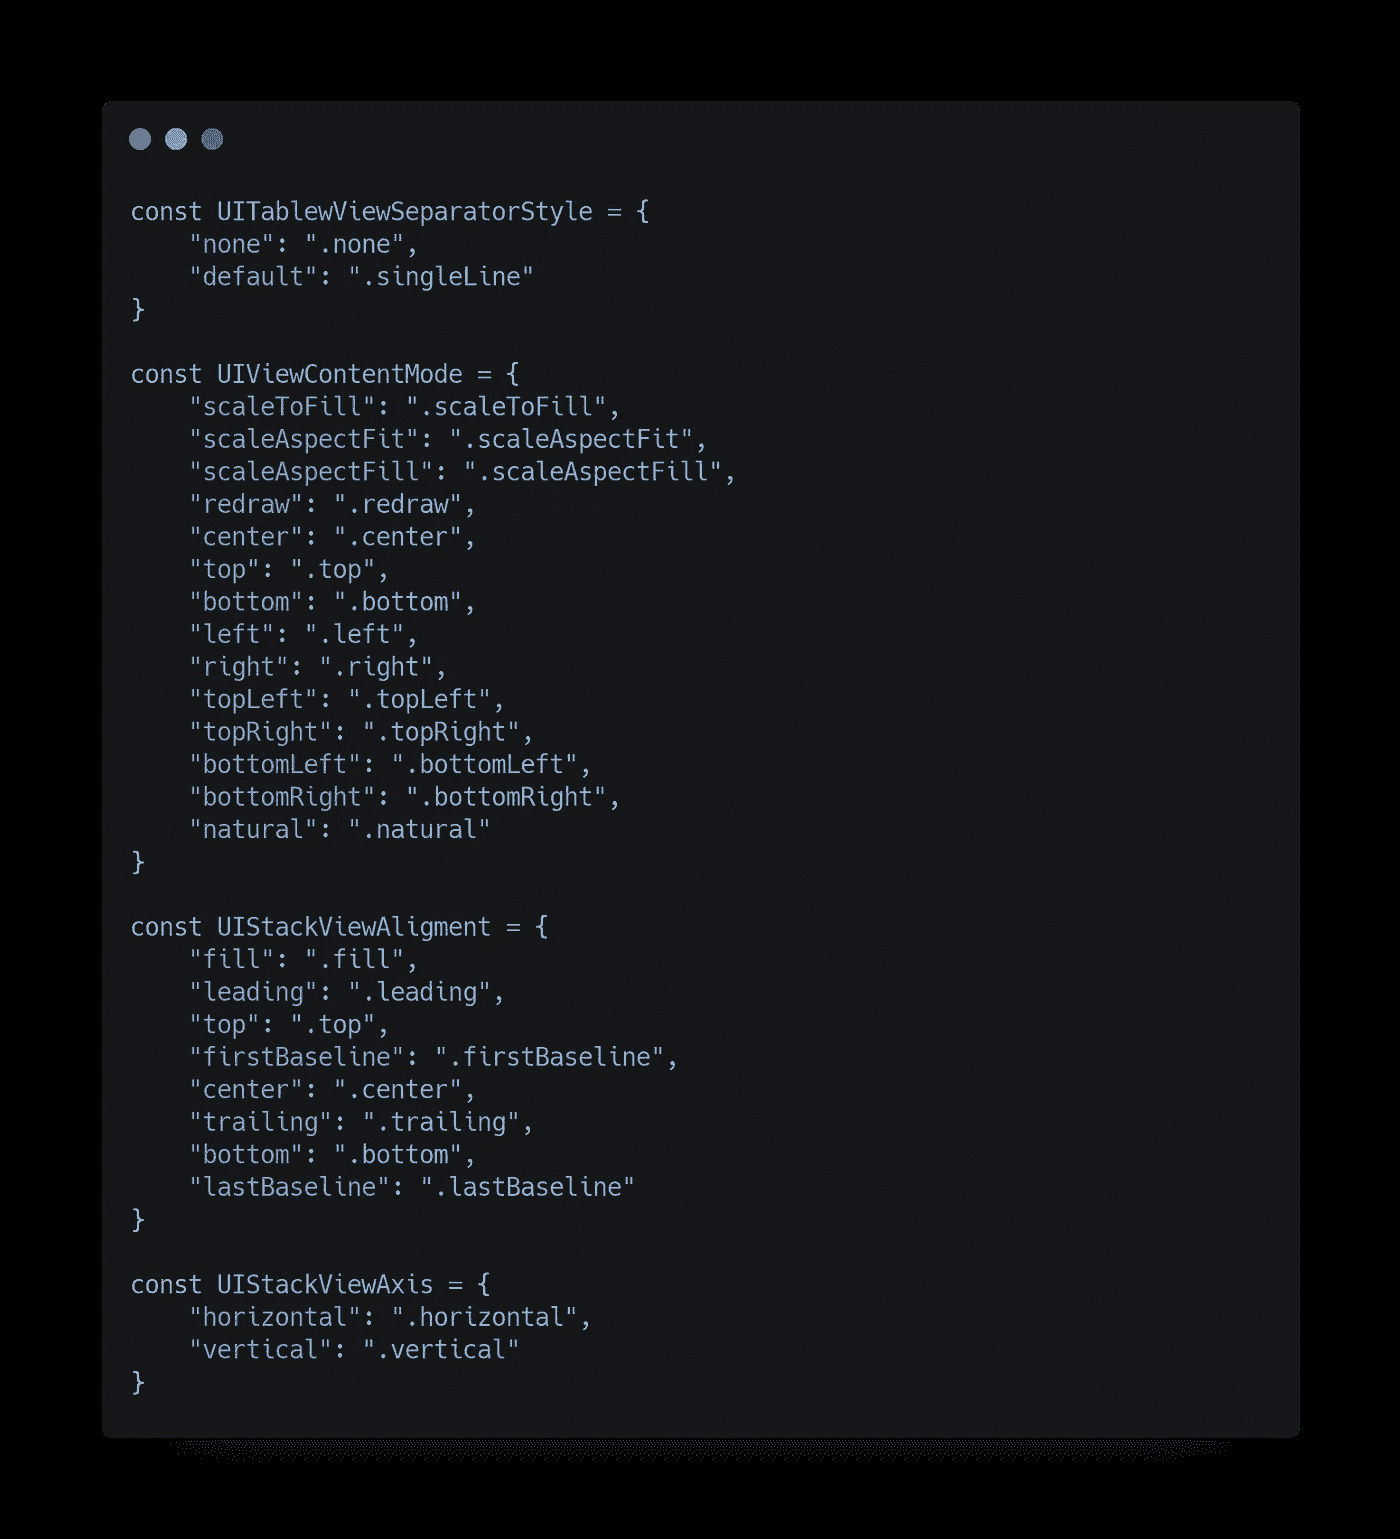 const UITablewViewSeparatorStyle = {
    "none": ".none",
    "default": ".singleLine"
}

const UIViewContentMode = {
    "scaleToFill": ".scaleToFill",
    "scaleAspectFit": ".scaleAspectFit",
    "scaleAspectFill": ".scaleAspectFill",
    "redraw": ".redraw",
    "center": ".center",
    "top": ".top",
    "bottom": ".bottom",
    "left": ".left",
    "right": ".right",
    "topLeft": ".topLeft",
    "topRight": ".topRight",
    "bottomLeft": ".bottomLeft",
    "bottomRight": ".bottomRight",
    "natural": ".natural"
}

const UIStackViewAligment = {
    "fill": ".fill",
    "leading": ".leading",
    "top": ".top",
    "firstBaseline": ".firstBaseline",
    "center": ".center",
    "trailing": ".trailing",
    "bottom": ".bottom",
    "lastBaseline": ".lastBaseline"
}

const UIStackViewAxis = {
    "horizontal": ".horizontal",
    "vertical": ".vertical"
}